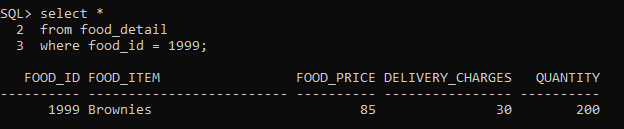 SQL> select *
  2  from food_detail
  3  where food_id = 1999;
   FOOD_ID FOOD_ITEM                 FOOD_PRICE DELIVERY_CHARGES   QUANTITY
---------- ------------------------- ---------- ---------------- ----------
      1999 Brownies                          85               30        200